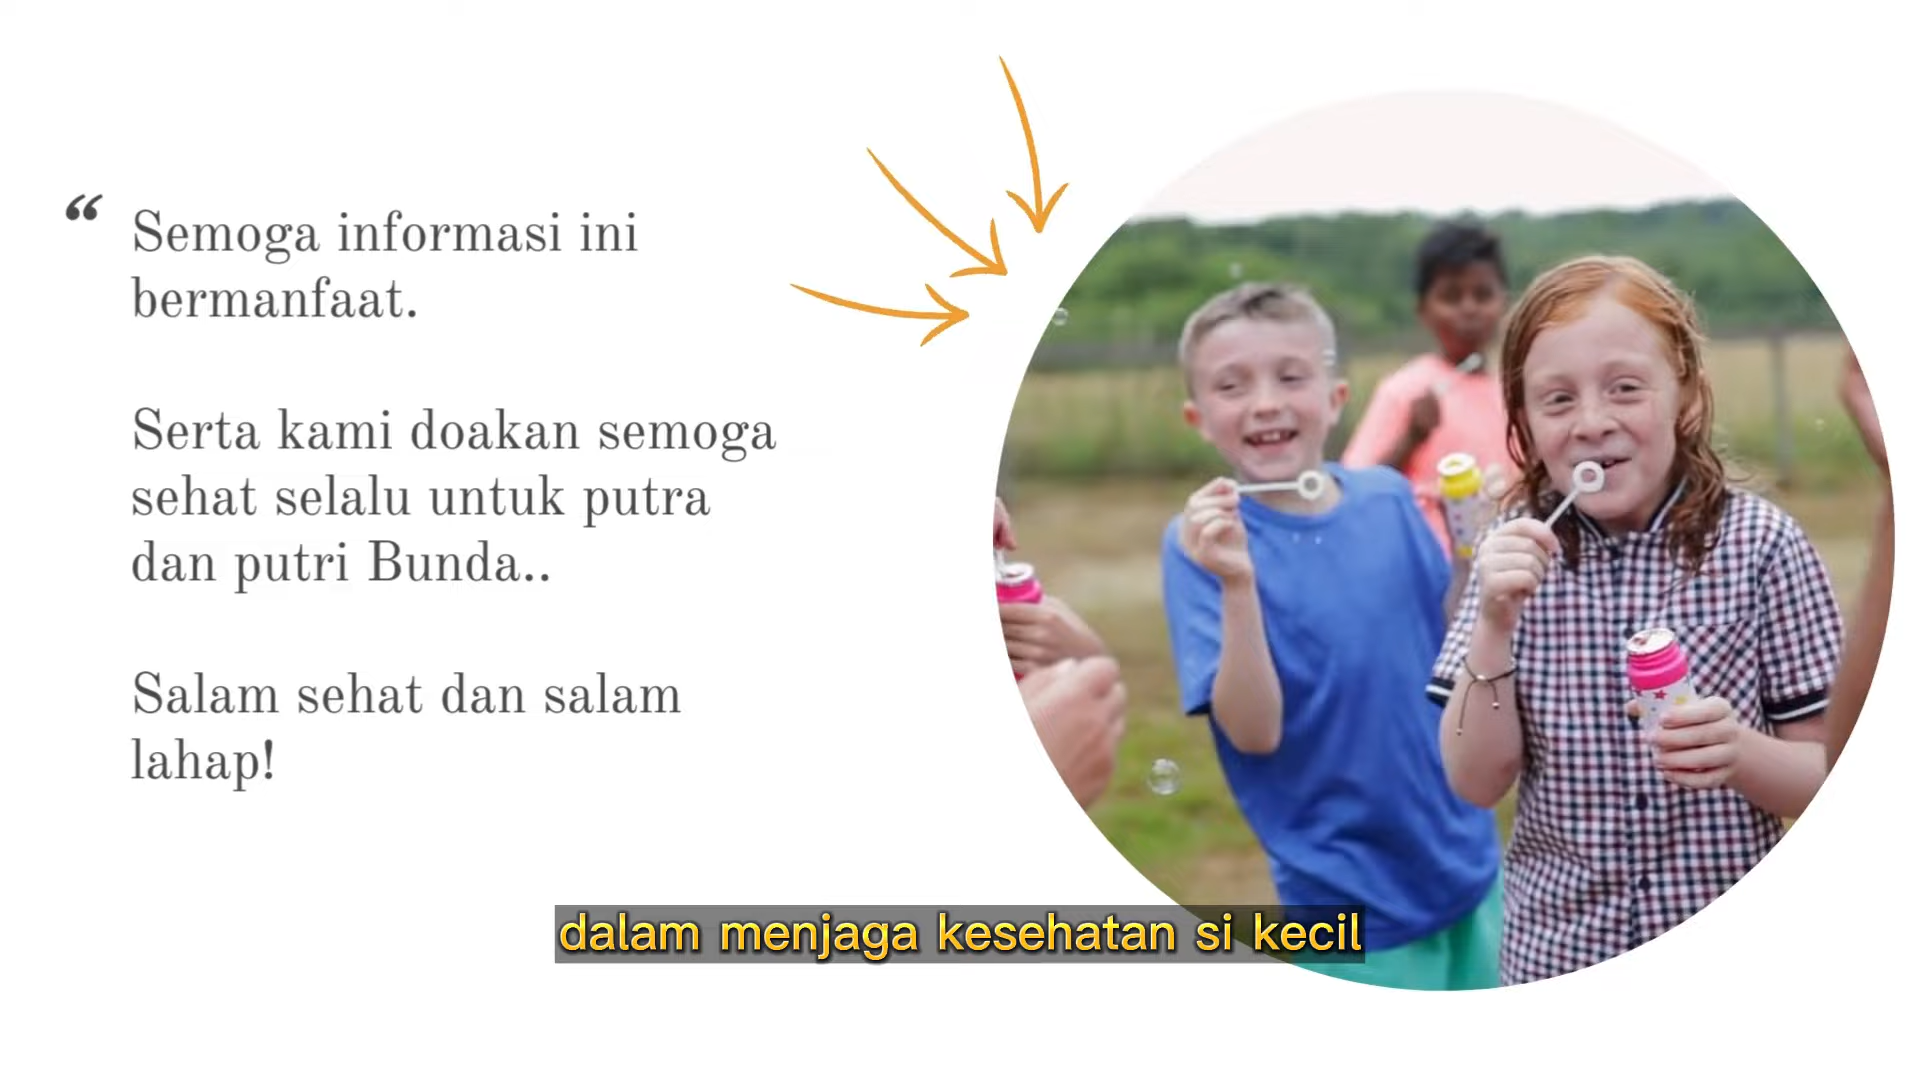 “ Semoga informasi ini
bermanfaat.
Serta kami doakan semoga
sehat selalu untuk putra
dan putri Bunda..
Salam sehat dan salam
lahap!
dalam menjaga kesehatan si kecil